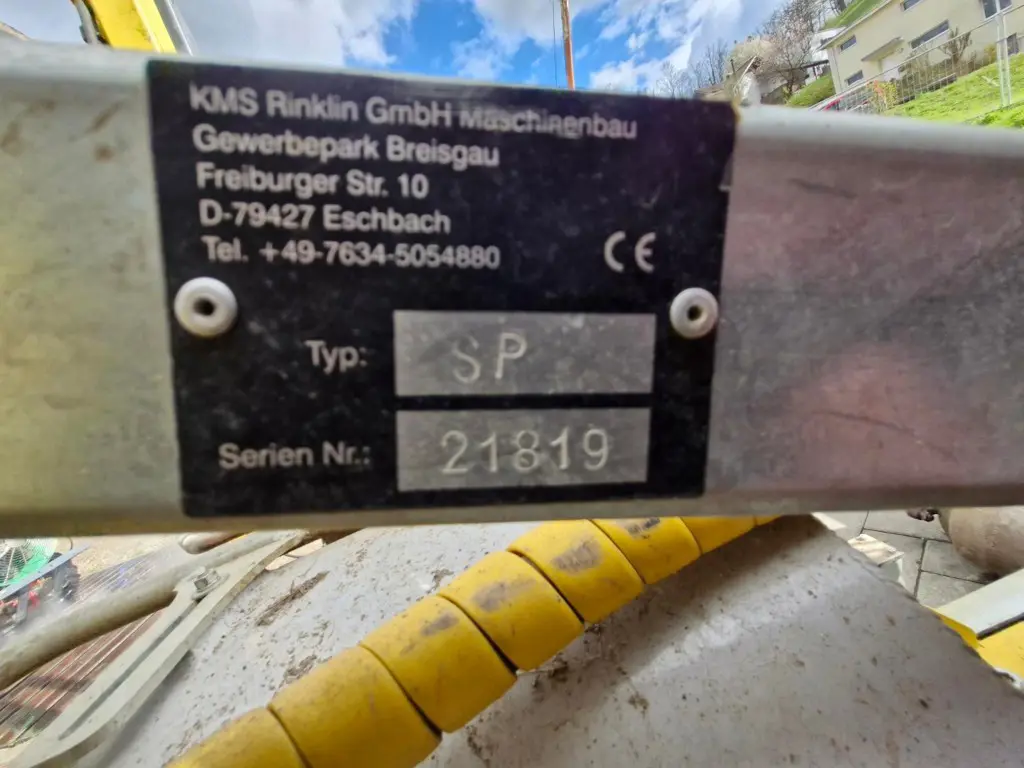 KMS Rinklin GmbH Maschinenbau
Gewerbepark Breisgau
Freiburger Str. 10
D-79427 Eschbach
Tel. +49-7634-5054880 CE
Typ: SP
Serien Nr.: 21819